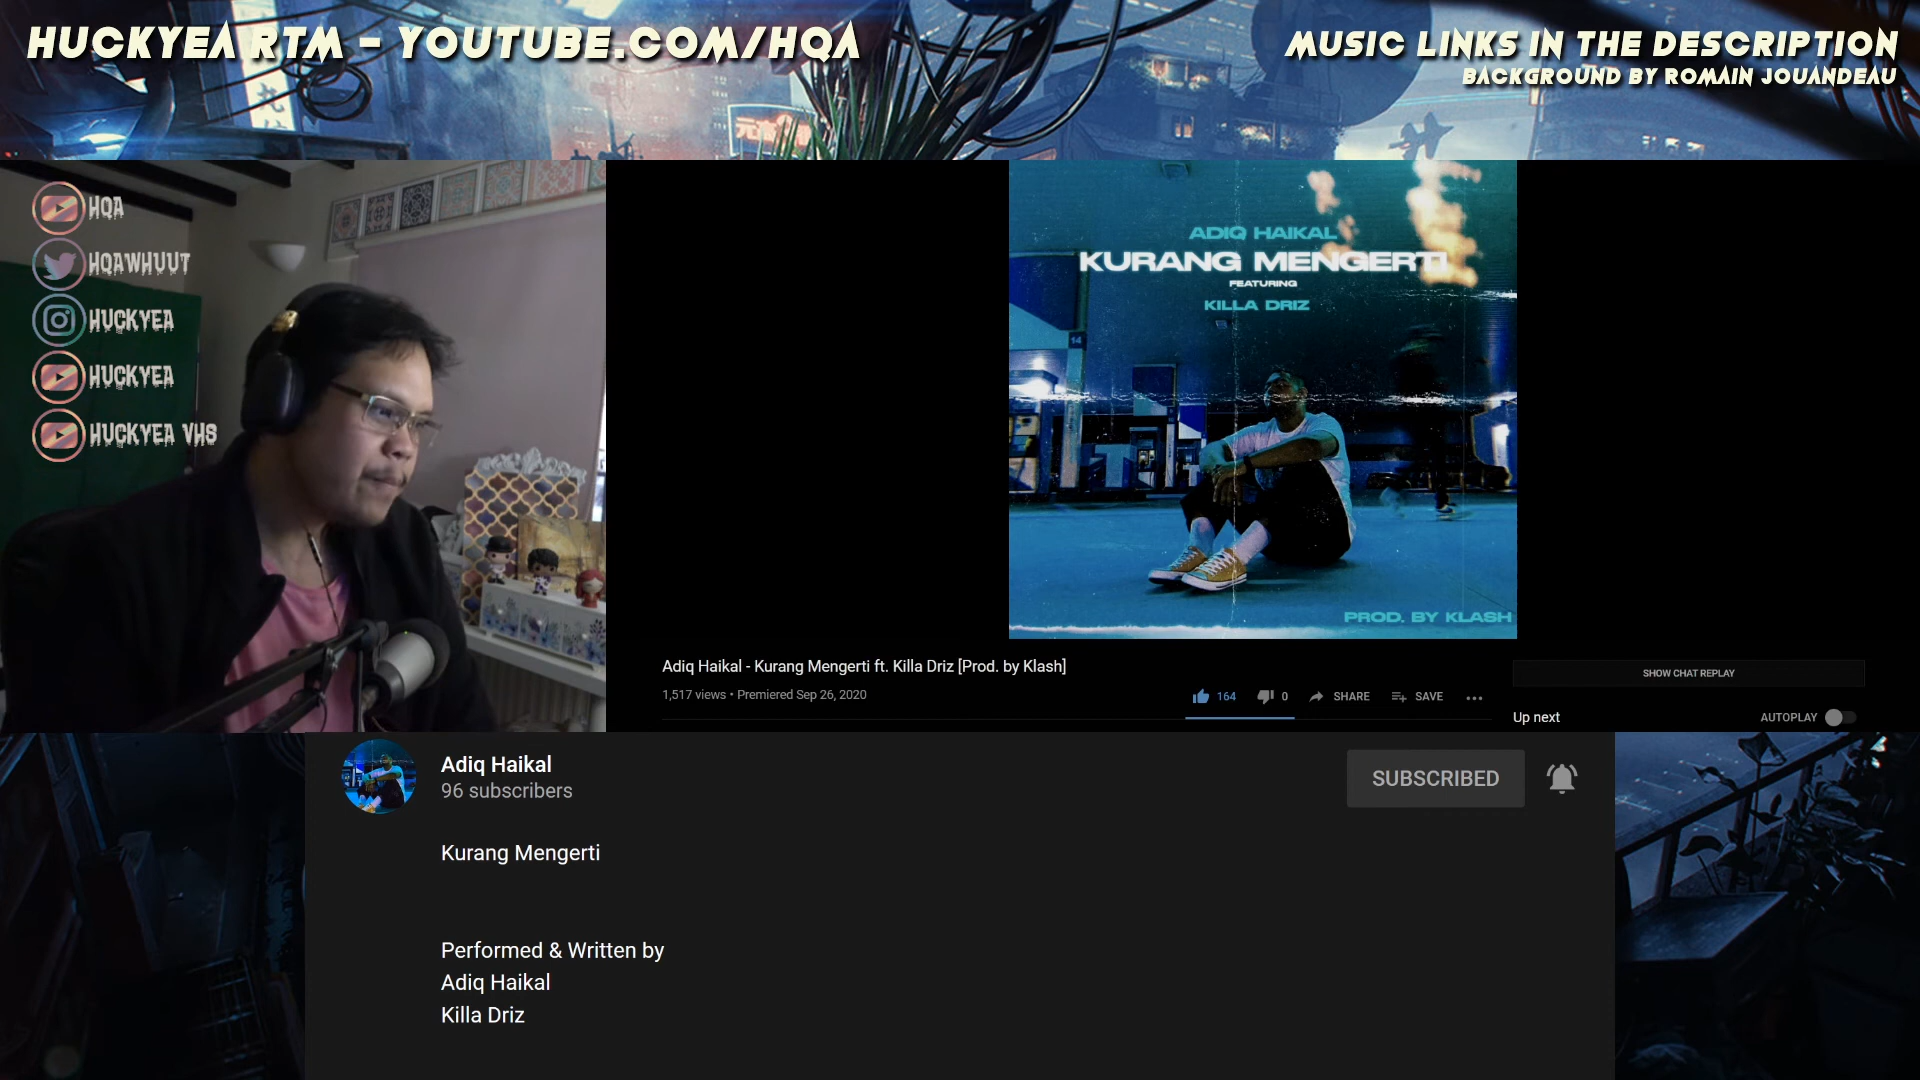 HUCKYEA RTM - YOUTUBE.COM/HQA
MUSIC LINKS IN THE DESCRIPTION
BACKGROUND BY ROMAIN JOUANDEAU
HQA
HQAWHUUT
HUCKYEA
HUCKYEA
HUCKYEA VHS
ADIQ HAIKAL
KURANG MENGERTI
FEATURING
KILLA DRIZ
14
PROD. BY KLASH
Adiq Haikal - Kurang Mengerti ft. Killa Driz [Prod. by Klash]
1,517 views • Premiered Sep 26, 2020
164
0
SHARE
SAVE
SHOW CHAT REPLAY
Up next
AUTOPLAY
Adiq Haikal
96 subscribers
SUBSCRIBED
Kurang Mengerti
Performed & Written by
Adiq Haikal
Killa Driz